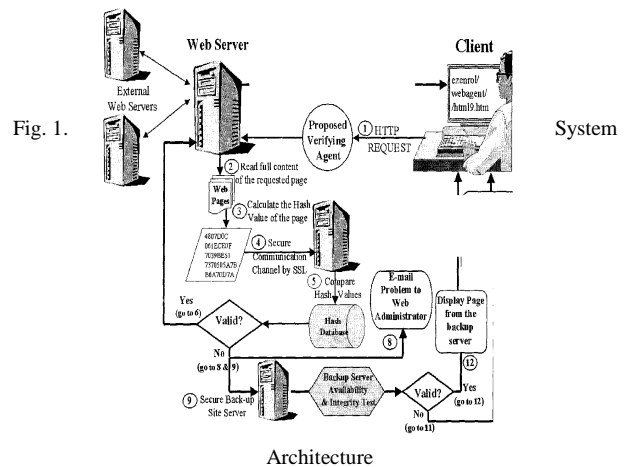 Web Server
Client
External
Web Servers
ezenrol/
webagent/
/html9.htm
Fig. 1.
System
Proposed
Verifying
Agent
1 HTTP
REQUEST
2 Read full content
of the requested page
Web
Pages
3 Calculate the Hash
Value of the page
4 Secure
Communication
Channel by SSL
5 Compare
Hash Values
Yes
(go to 6)
Valid?
Hash
Database
E-mail
Problem to
Web
Administrator
Display Page
from the
backup
server
8
12
No
(go to 8 & 9)
9 Secure Back-up
Site Server
Backup Server
Availability
& Integrity Test
Valid?
Yes
(go to 12)
No
(go to 11)
Architecture